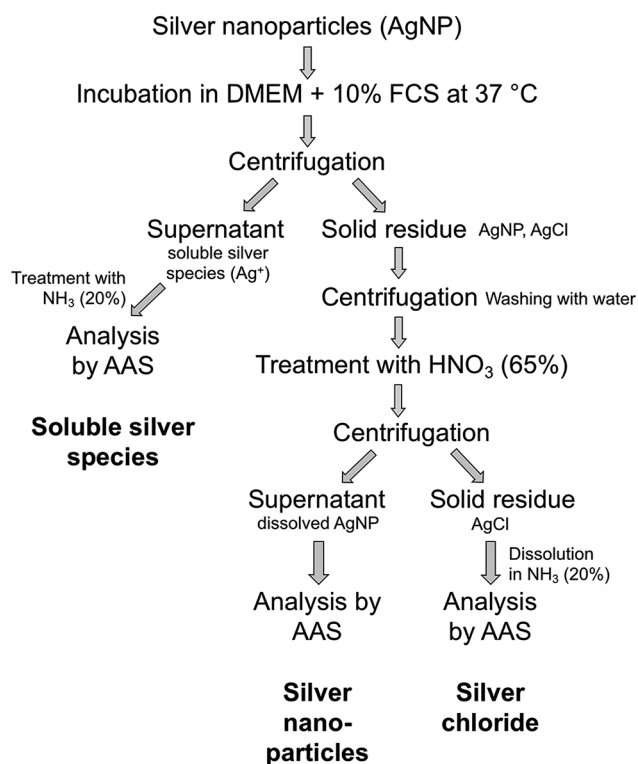 Silver nanoparticles (AgNP)
Incubation in DMEM + 10% FCS at 37 °C
Centrifugation
Supernatant
soluble silver
species (Ag⁺)
Solid residue AgNP, AgCl
Treatment with
NH₃ (20%)
Analysis
by AAS
Soluble silver
species
Centrifugation Washing with water
Treatment with HNO₃ (65%)
Centrifugation
Supernatant
dissolved AgNP
Solid residue
AgCl
Dissolution
in NH₃ (20%)
Analysis by
AAS
Analysis
by AAS
Silver
nano-
particles
Silver
chloride